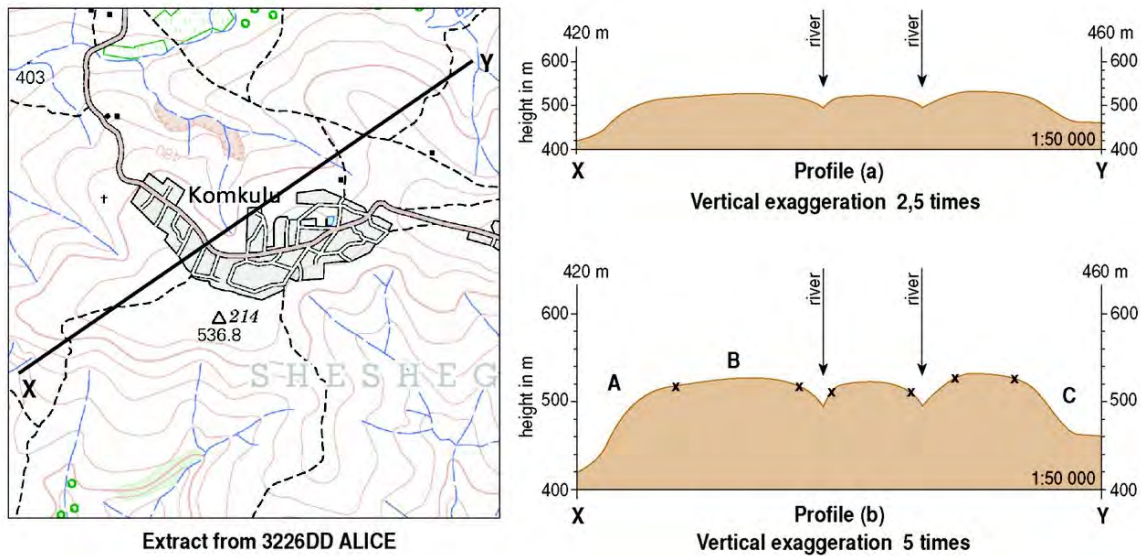 403
480
Komkulu
Y
214
536.8
SHESHEG
X
Extract from 3226DD ALICE
420 m
river
river
460 m
height in m
600
500
400
600
500
400
1:50 000
X
Profile (a)
Y
Vertical exaggeration 2,5 times
420 m
river
river
460 m
height in m
600
500
400
600
500
400
A
x
B
x
x
x
x
x
C
1:50 000
X
Profile (b)
Y
Vertical exaggeration 5 times